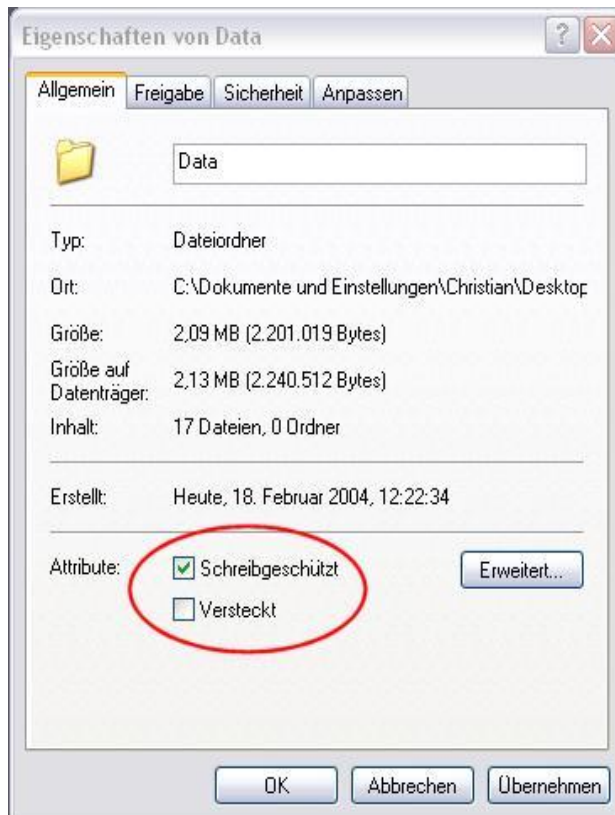 Eigenschaften von Data
Allgemein Freigabe Sicherheit Anpassen
Data
Typ: Dateiordner
Ort: C:\Dokumente und Einstellungen\Christian\Desktop
Größe: 2,09 MB (2.201.019 Bytes)
Größe auf
Datenträger: 2,13 MB (2.240.512 Bytes)
Inhalt: 17 Dateien, 0 Ordner
Erstellt: Heute, 18. Februar 2004, 12:22:34
Attribute: Schreibgeschützt Erweitert...
Versteckt
OK Abbrechen Übernehmen